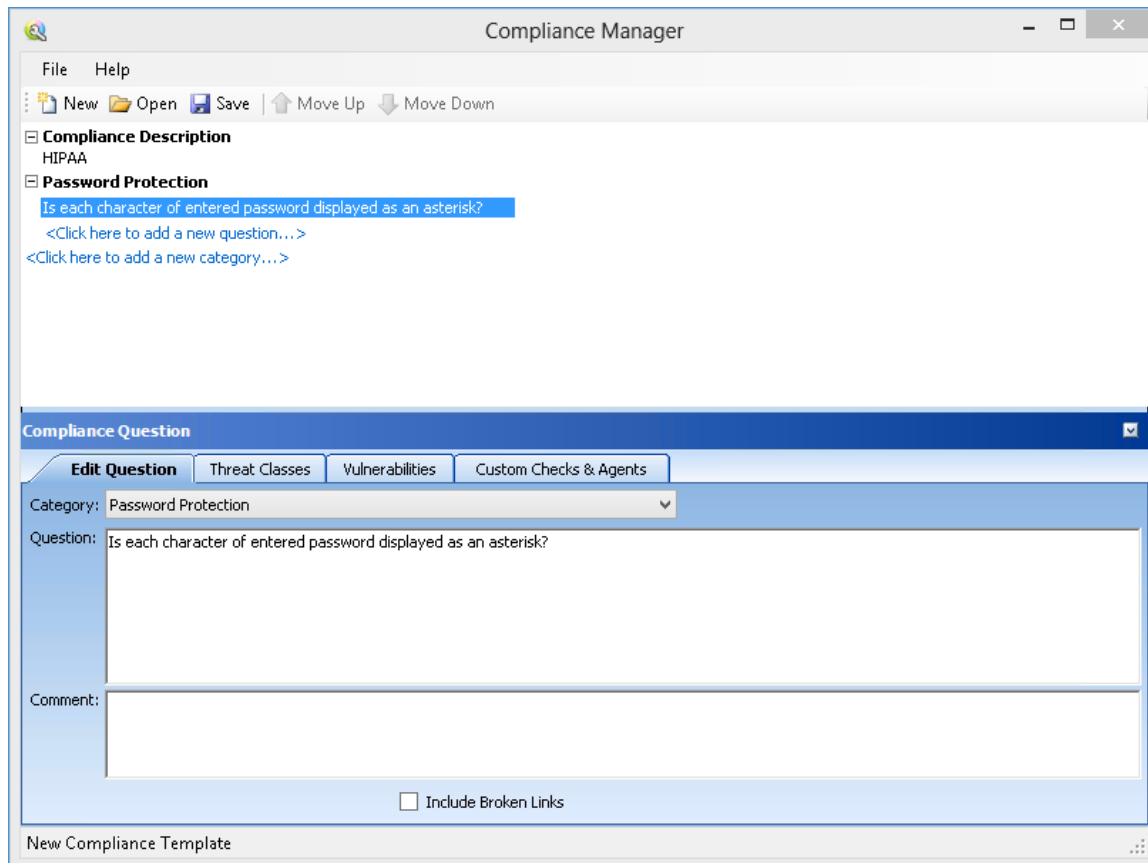 Compliance Manager
File Help
New Open Save Move Up Move Down
Compliance Description
HIPAA
Password Protection
Is each character of entered password displayed as an asterisk?
<Click here to add a new question...>
<Click here to add a new category...>
Compliance Question
Edit Question Threat Classes Vulnerabilities Custom Checks & Agents
Category: Password Protection
Question: Is each character of entered password displayed as an asterisk?
Comment:
Include Broken Links
New Compliance Template